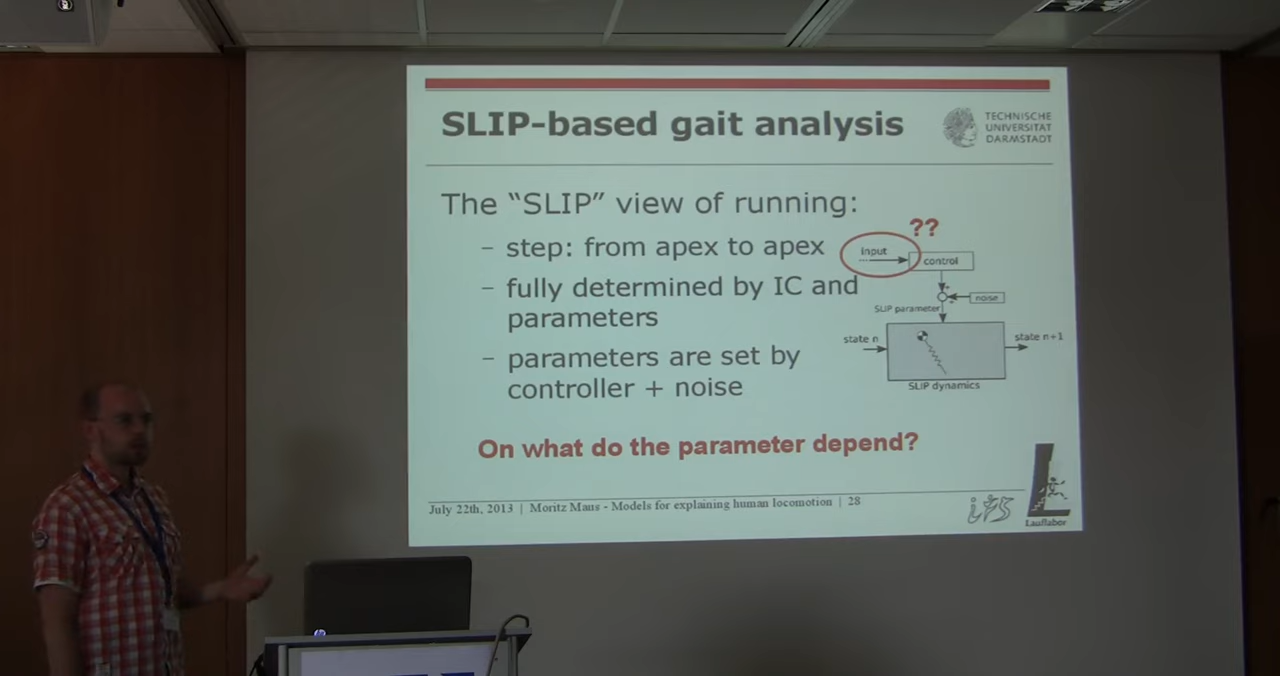 SLIP-based gait analysis
TECHNISCHE
UNIVERSITÄT
DARMSTADT
The “SLIP” view of running:
– step: from apex to apex
– fully determined by IC and
parameters
– parameters are set by
controller + noise
??
input
control
noise
SLIP parameter
state n
state n+1
SLIP dynamics
On what do the parameter depend?
July 22th, 2013 | Moritz Maus - Models for explaining human locomotion | 28
Lauflabor
hp